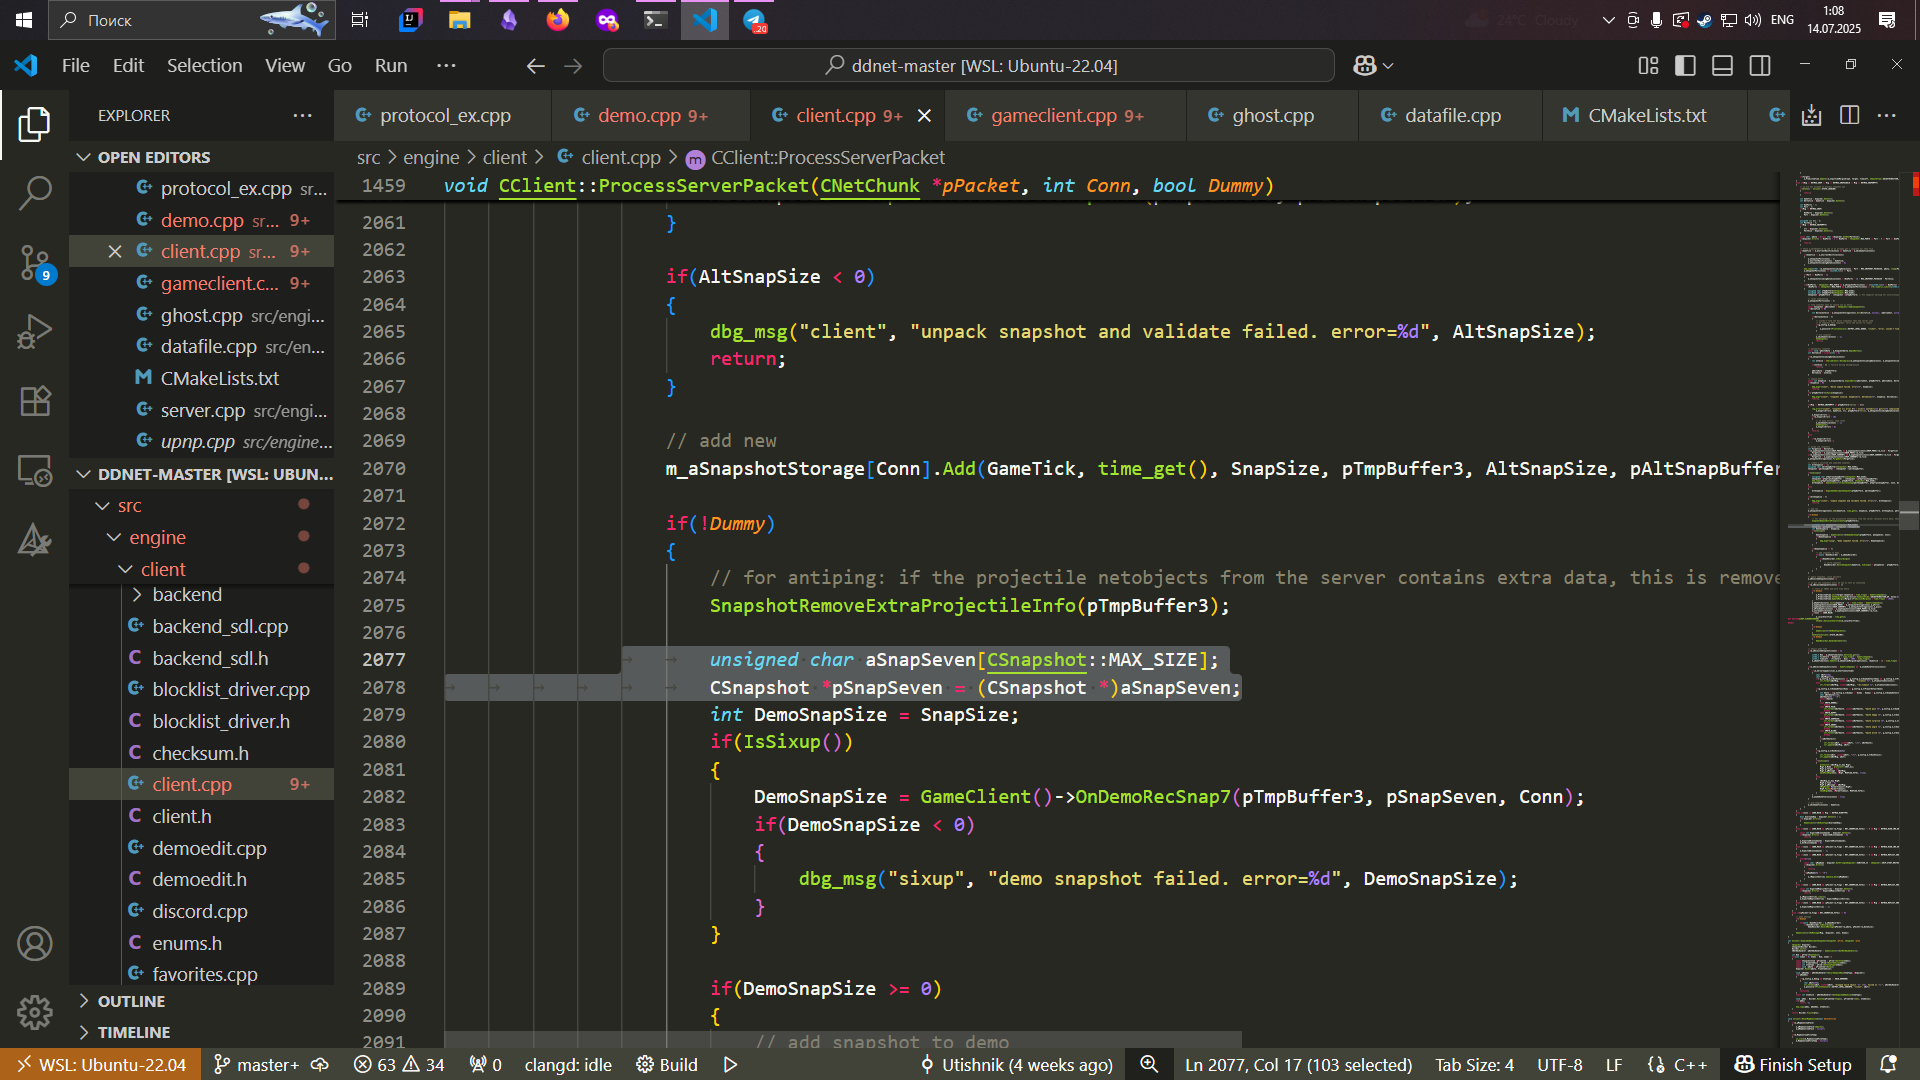 Поиск
20
24°C Cloudy
ENG
1:08
14.07.2025
File Edit Selection View Go Run ···
ddnet-master [WSL: Ubuntu-22.04]
EXPLORER
protocol_ex.cpp
demo.cpp 9+
client.cpp 9+
gameclient.cpp 9+
ghost.cpp
datafile.cpp
CMakeLists.txt
src > engine > client > client.cpp > CClient::ProcessServerPacket
OPEN EDITORS
protocol_ex.cpp sr...
demo.cpp sr... 9+
client.cpp sr... 9+
gameclient.c... 9+
ghost.cpp src/engi...
datafile.cpp src/en...
CMakeLists.txt
server.cpp src/engi...
upnp.cpp src/engine...
DDNET-MASTER [WSL: UBUN...
src
engine
client
backend
backend_sdl.cpp
backend_sdl.h
blocklist_driver.cpp
blocklist_driver.h
checksum.h
client.cpp 9+
client.h
demoedit.cpp
demoedit.h
discord.cpp
enums.h
favorites.cpp
OUTLINE
TIMELINE
9
1459 void CClient::ProcessServerPacket(CNetChunk *pPacket, int Conn, bool Dummy)
2061 }
2062
2063 if(AltSnapSize < 0)
2064 {
2065 dbg_msg("client", "unpack snapshot and validate failed. error=%d", AltSnapSize);
2066 return;
2067 }
2068
2069 // add new
2070 m_aSnapshotStorage[Conn].Add(GameTick, time_get(), SnapSize, pTmpBuffer3, AltSnapSize, pAltSnapBuffer
2071
2072 if(!Dummy)
2073 {
2074 // for antiping: if the projectile netobjects from the server contains extra data, this is remove
2075 SnapshotRemoveExtraProjectileInfo(pTmpBuffer3);
2076
2077 unsigned char aSnapSeven[CSnapshot::MAX_SIZE];
2078 CSnapshot *pSnapSeven = (CSnapshot *)aSnapSeven;
2079 int DemoSnapSize = SnapSize;
2080 if(IsSixup())
2081 {
2082 DemoSnapSize = GameClient()->OnDemoRecSnap7(pTmpBuffer3, pSnapSeven, Conn);
2083 if(DemoSnapSize < 0)
2084 {
2085 dbg_msg("sixup", "demo snapshot failed. error=%d", DemoSnapSize);
2086 }
2087 }
2088
2089 if(DemoSnapSize >= 0)
2090 {
2091 // add snapshot to demo
WSL: Ubuntu-22.04 master+ 63 34 0 clangd: idle Build Utishnik (4 weeks ago) Ln 2077, Col 17 (103 selected) Tab Size: 4 UTF-8 LF {} C++ Finish Setup